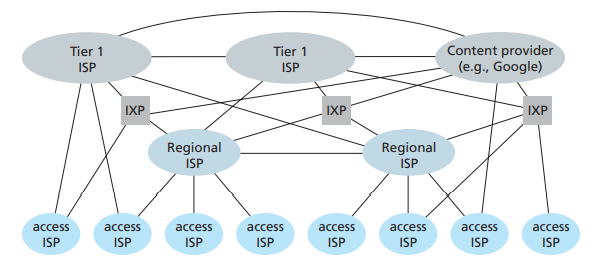 Tier 1
ISP
Tier 1
ISP
Content provider
(e.g., Google)
IXP
IXP
IXP
Regional
ISP
Regional
ISP
access
ISP
access
ISP
access
ISP
access
ISP
access
ISP
access
ISP
access
ISP
access
ISP